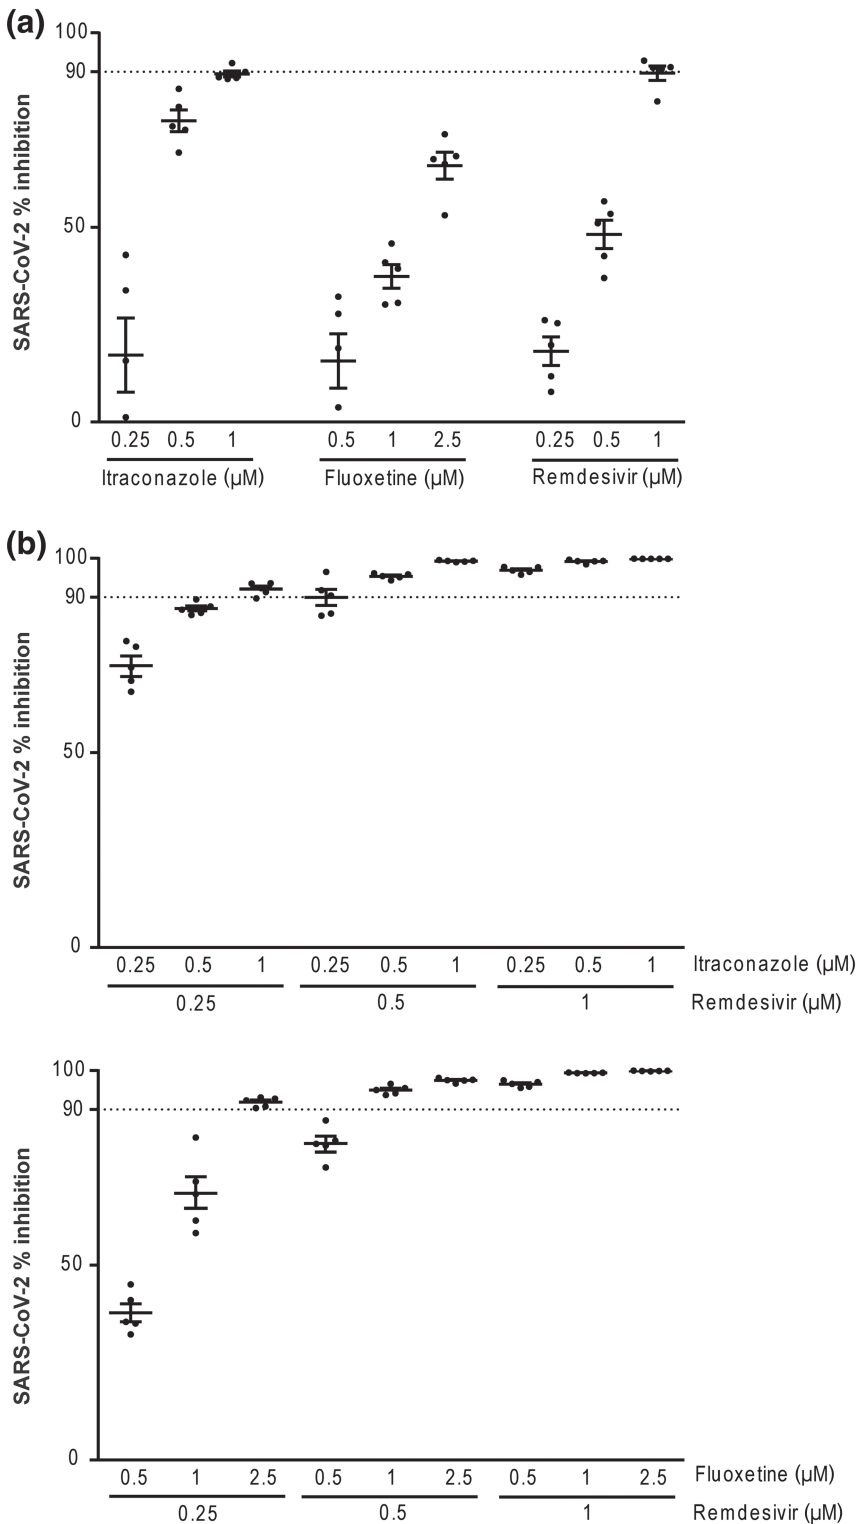 (a)
100
90
50
0
SARS-CoV-2 % inhibition
0.25 0.5 1 0.5 1 2.5 0.25 0.5 1
Itraconazole (µM) Fluoxetine (µM) Remdesivir (µM)
(b)
100
90
50
0
SARS-CoV-2 % inhibition
0.25 0.5 1 0.25 0.5 1 0.25 0.5 1 Itraconazole (µM)
0.25 0.5 1 Remdesivir (µM)
100
90
50
0
SARS-CoV-2 % inhibition
0.5 1 2.5 0.5 1 2.5 0.5 1 2.5 Fluoxetine (µM)
0.25 0.5 1 Remdesivir (µM)